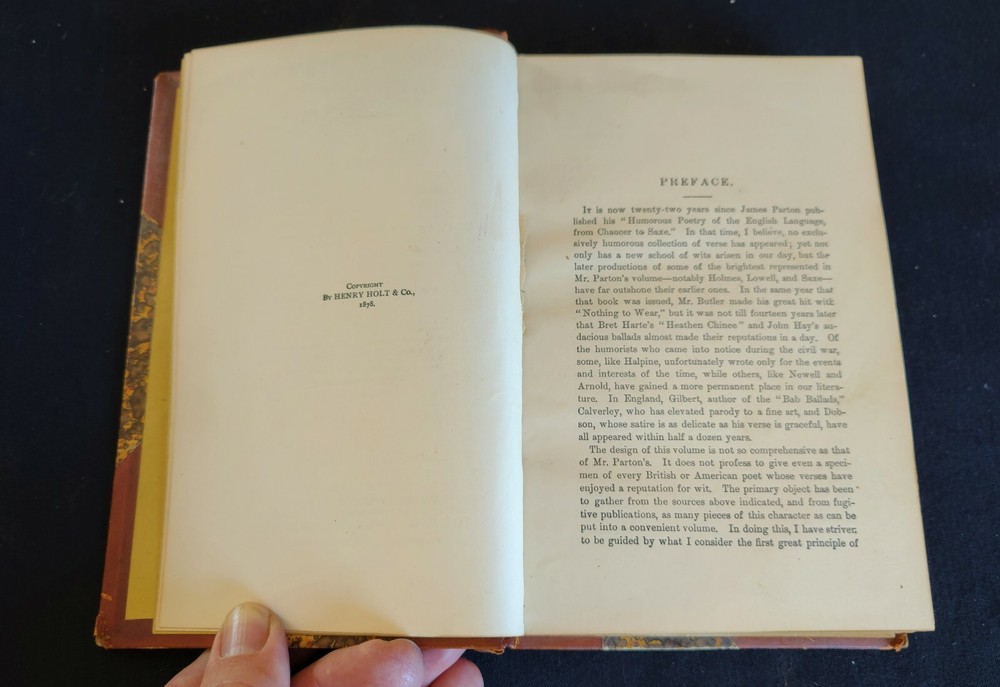 COPYRIGHT
BY HENRY HOLT & Co.,
1878.
PREFACE.
It is now twenty-two years since James Parton pub-
lished his "Humorous Poetry of the English Language,
from Chaucer to Saxe." In that time, I believe, no exclu-
sively humorous collection of verse has appeared; yet not
only has a new school of wits arisen in our day, but the
later productions of some of the brightest represented in
Mr. Parton's volume—notably Holmes, Lowell, and Saxe—
have far outshone their earlier ones. In the same year that
that book was issued, Mr. Butler made his great hit with
"Nothing to Wear," but it was not till fourteen years later
that Bret Harte's "Heathen Chinee" and John Hay's au-
dacious ballads almost made their reputations in a day. Of
the humorists who came into notice during the civil war,
some, like Halpine, unfortunately wrote only for the events
and interests of the time, while others, like Newell and
Arnold, have gained a more permanent place in our litera-
ture. In England, Gilbert, author of the "Bab Ballads,"
Calverley, who has elevated parody to a fine art, and Dob-
son, whose satire is as delicate as his verse is graceful, have
all appeared within half a dozen years.
The design of this volume is not so comprehensive as that
of Mr. Parton's. It does not profess to give even a speci-
men of every British or American poet whose verses have
enjoyed a reputation for wit. The primary object has been
to gather from the sources above indicated, and from fugi-
tive publications, as many pieces of this character as can be
put into a convenient volume. In doing this, I have striven
to be guided by what I consider the first great principle of